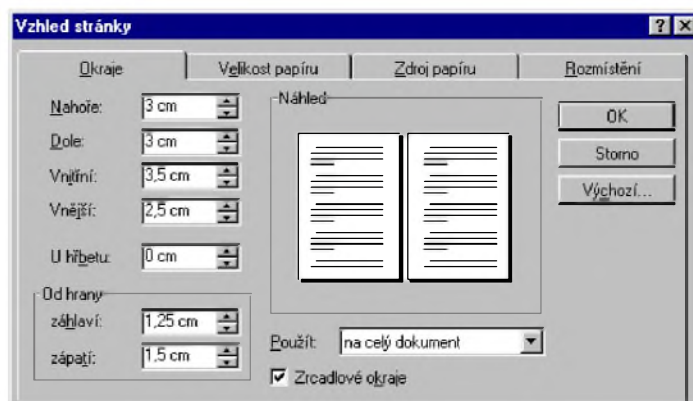 Vzhled stránky
Okraje
Velikost papíru
Zdroj papíru
Rozmístění
Nahoře: 3 cm
Dole: 3 cm
Vnitřní: 3,5 cm
Vnější: 2,5 cm
U hřbetu: 0 cm
Od hrany
záhlaví: 1,25 cm
zápatí: 1,5 cm
Náhled
Použít: na celý dokument
Zrcadlové okraje
OK
Storno
Výchozí...